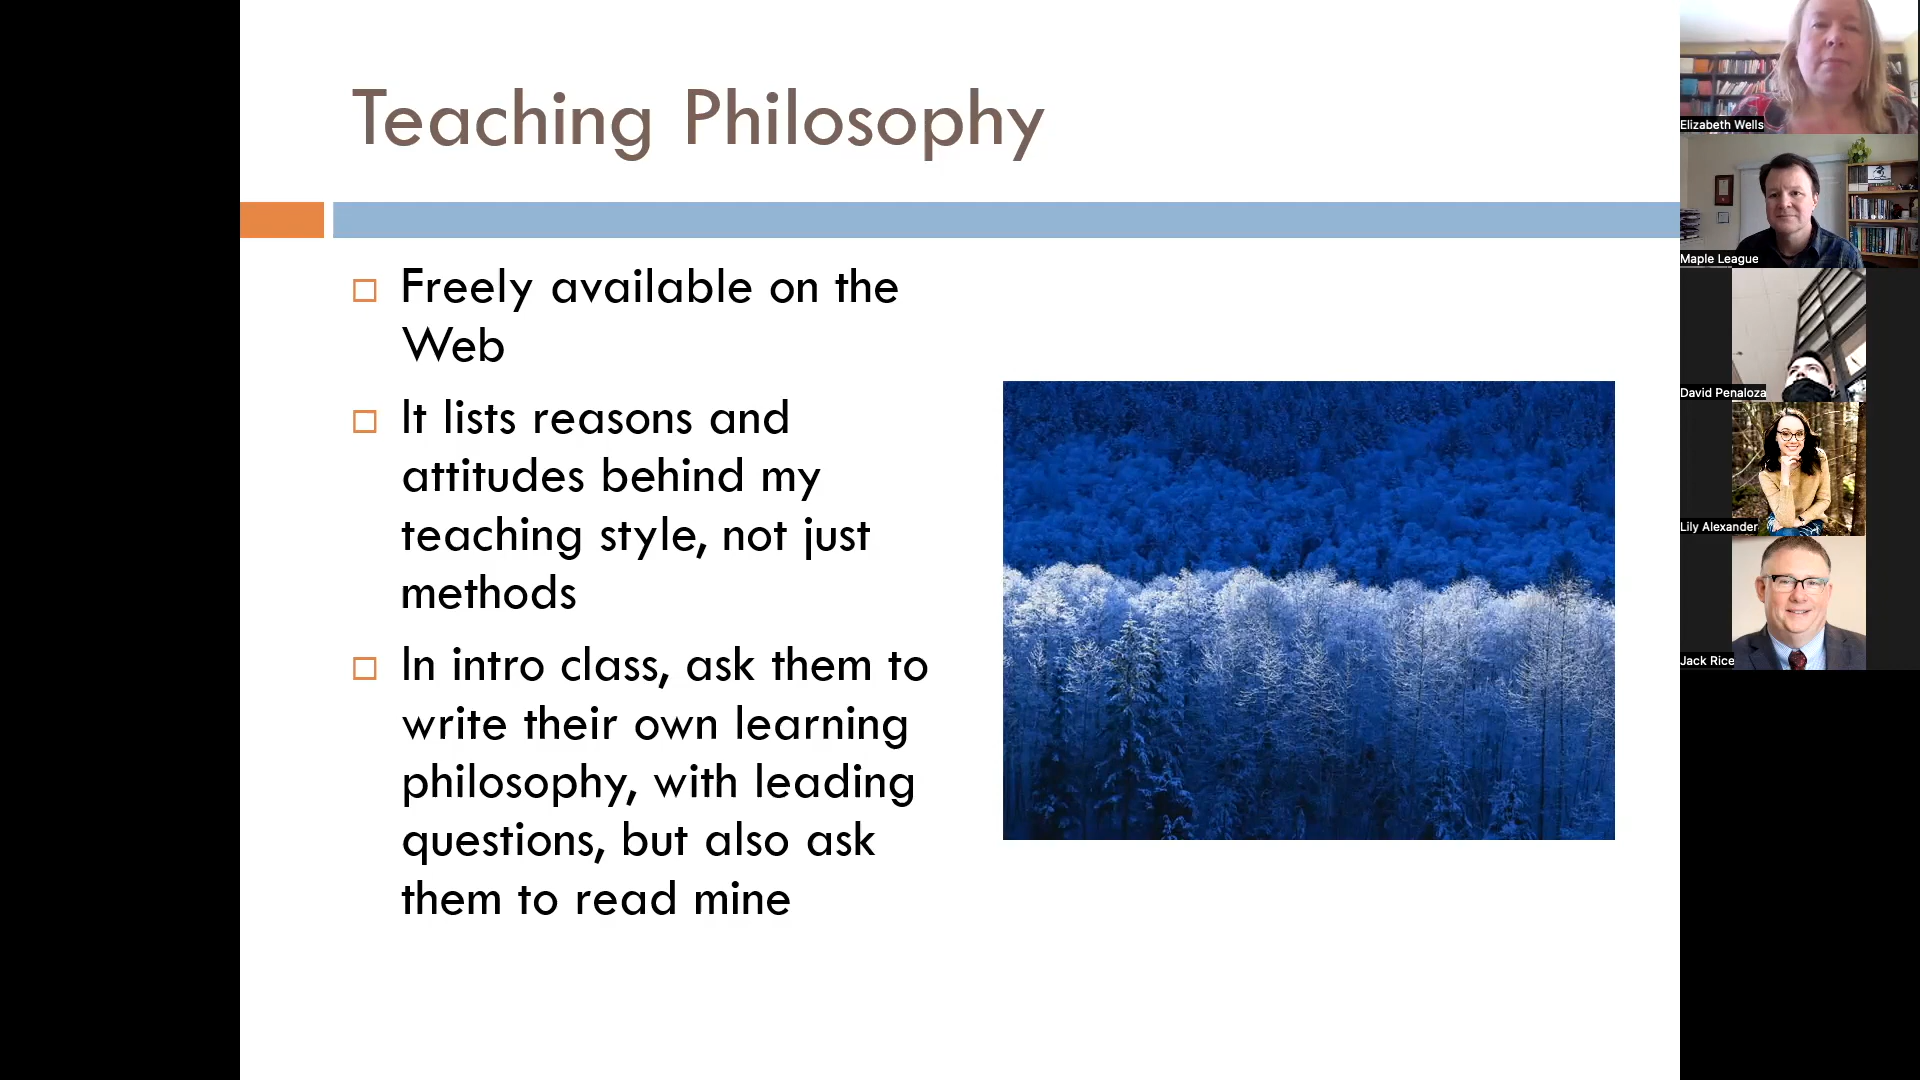 Teaching Philosophy
Freely available on the
Web
It lists reasons and
attitudes behind my
teaching style, not just
methods
In intro class, ask them to
write their own learning
philosophy, with leading
questions, but also ask
them to read mine
Elizabeth Wells
Maple League
David Penaloza
Lily Alexander
Jack Rice